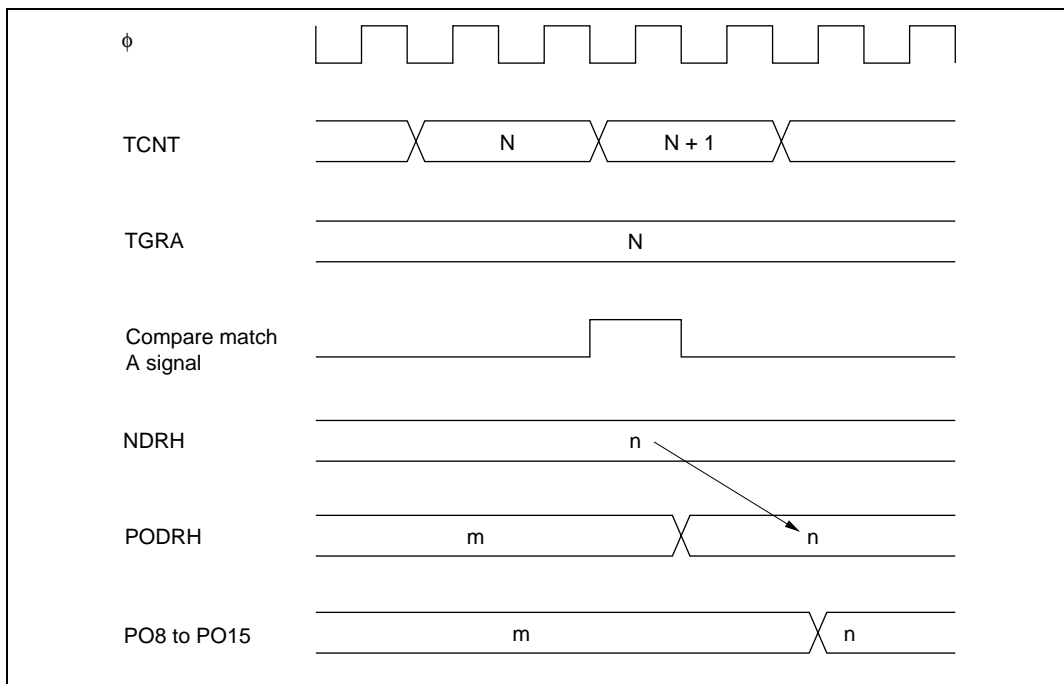 ϕ
TCNT
N
N + 1
TGRA
N
Compare match
A signal
NDRH
n
PODRH
m
n
PO8 to PO15
m
n